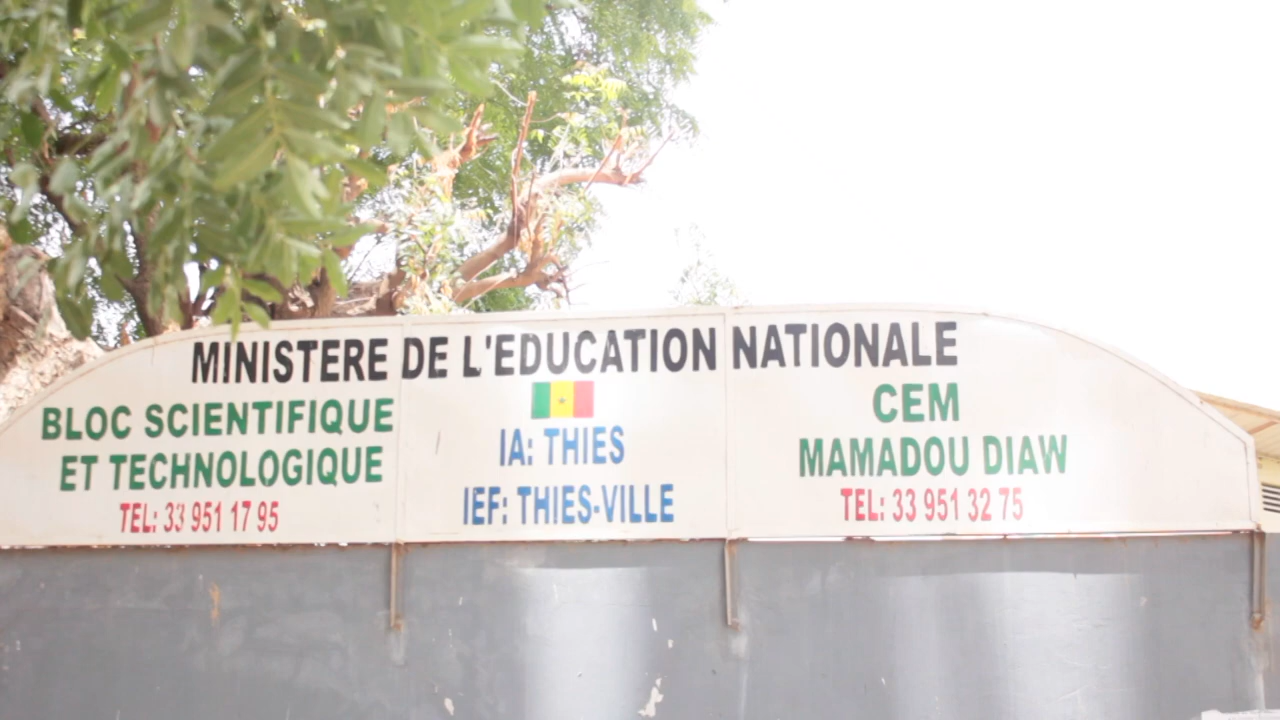 MINISTERE DE L'EDUCATION NATIONALE
BLOC SCIENTIFIQUE
ET TECHNOLOGIQUE
TEL: 33 951 17 95
IA: THIES
IEF: THIES-VILLE
CEM
MAMADOU DIAW
TEL: 33 951 32 75